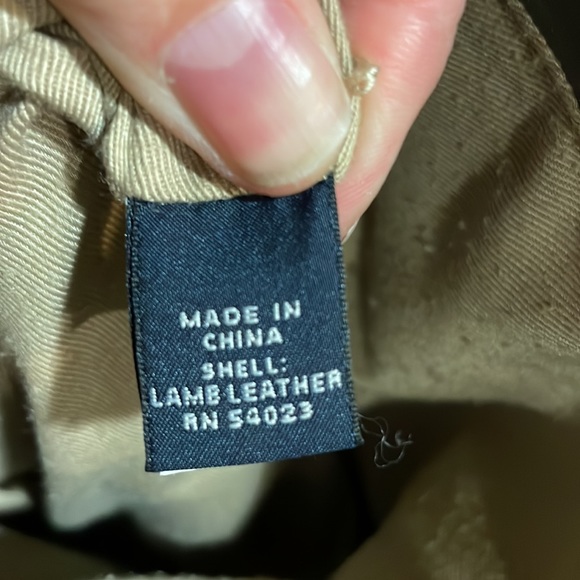 MADE IN
CHINA
SHELL:
LAMB LEATHER
RN 54023